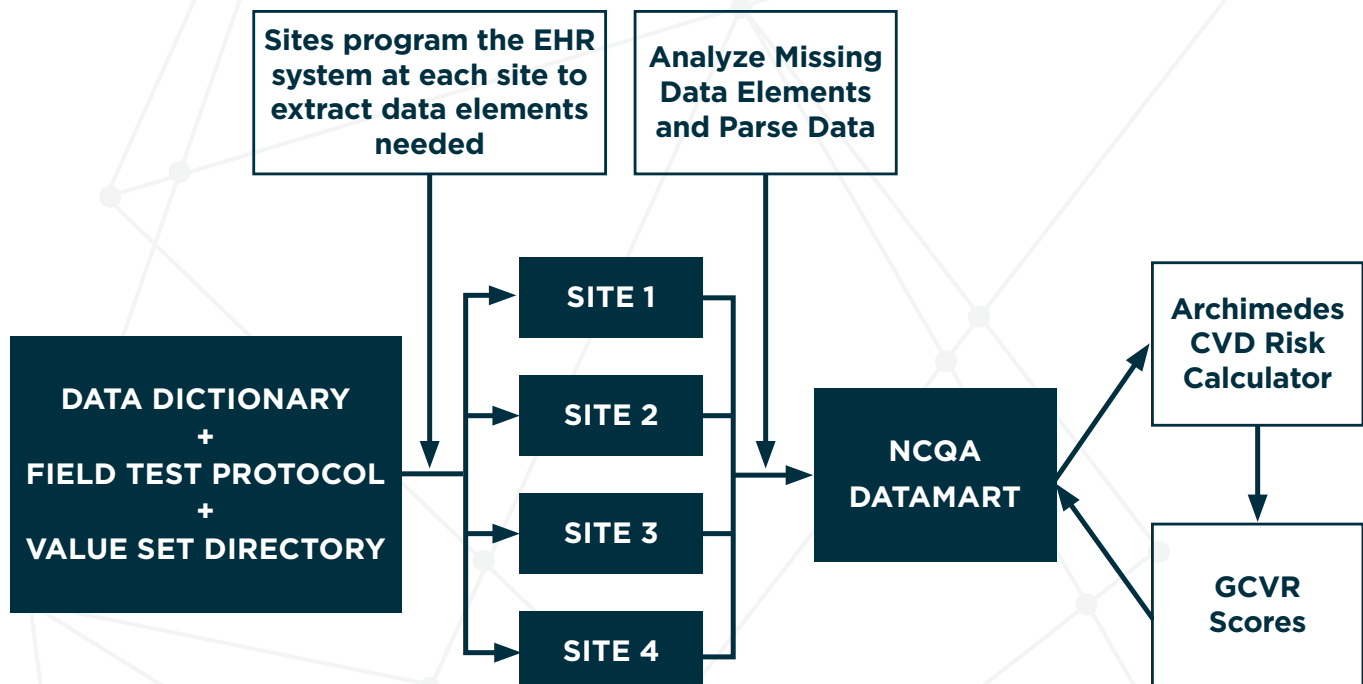 Sites program the EHR
system at each site to
extract data elements
needed
Analyze Missing
Data Elements
and Parse Data
DATA DICTIONARY
+
FIELD TEST PROTOCOL
+
VALUE SET DIRECTORY
SITE 1
SITE 2
SITE 3
SITE 4
NCQA
DATAMART
Archimedes
CVD Risk
Calculator
GCVR
Scores